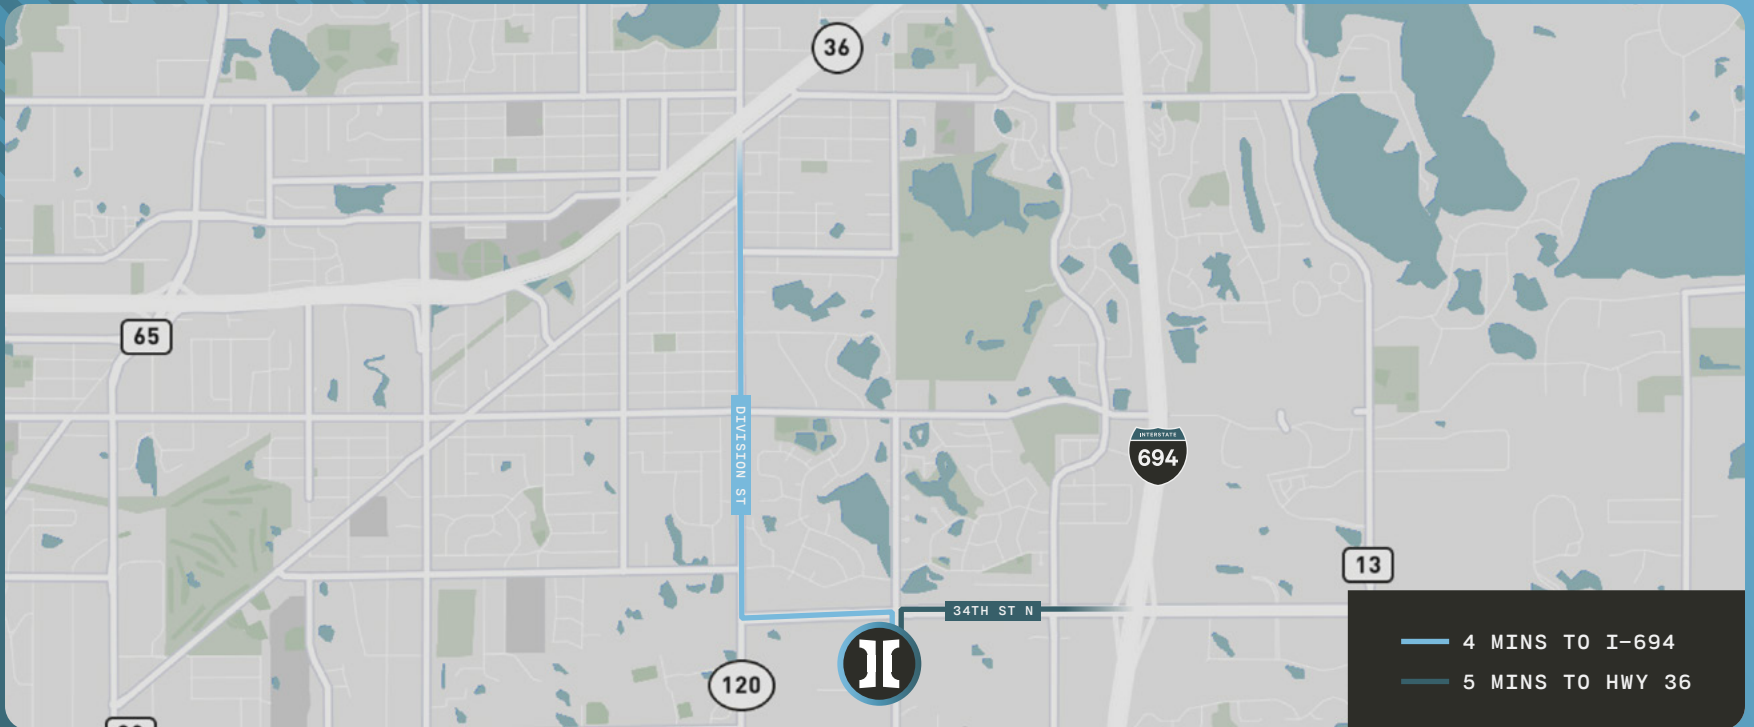 36
65
DIVISION ST
INTERSTATE
694
13
34TH ST N
120
4 MINS TO I-694
5 MINS TO HWY 36